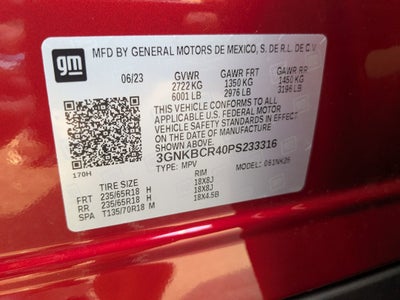 gm
MFD BY GENERAL MOTORS DE MEXICO, S. DE R.L. DE C.V.
06/23 GVWR GAWR FRT GAWR RR
2722 KG 1350 KG 1450 KG
6001 LB 2976 LB 3196 LB
THIS VEHICLE CONFORMS TO ALL
APPLICABLE U.S. FEDERAL MOTOR
VEHICLE SAFETY STANDARDS IN
EFFECT ON THE DATE OF
MANUFACTURE SHOWN ABOVE.
3GNKBCR40PS233316
170H TYPE: MPV MODEL: 061NK26
TIRE SIZE RIM
FRT 235/65R18 H 18X8J
RR 235/65R18 H 18X8J
SPA T135/70R18 M 18X4.5B